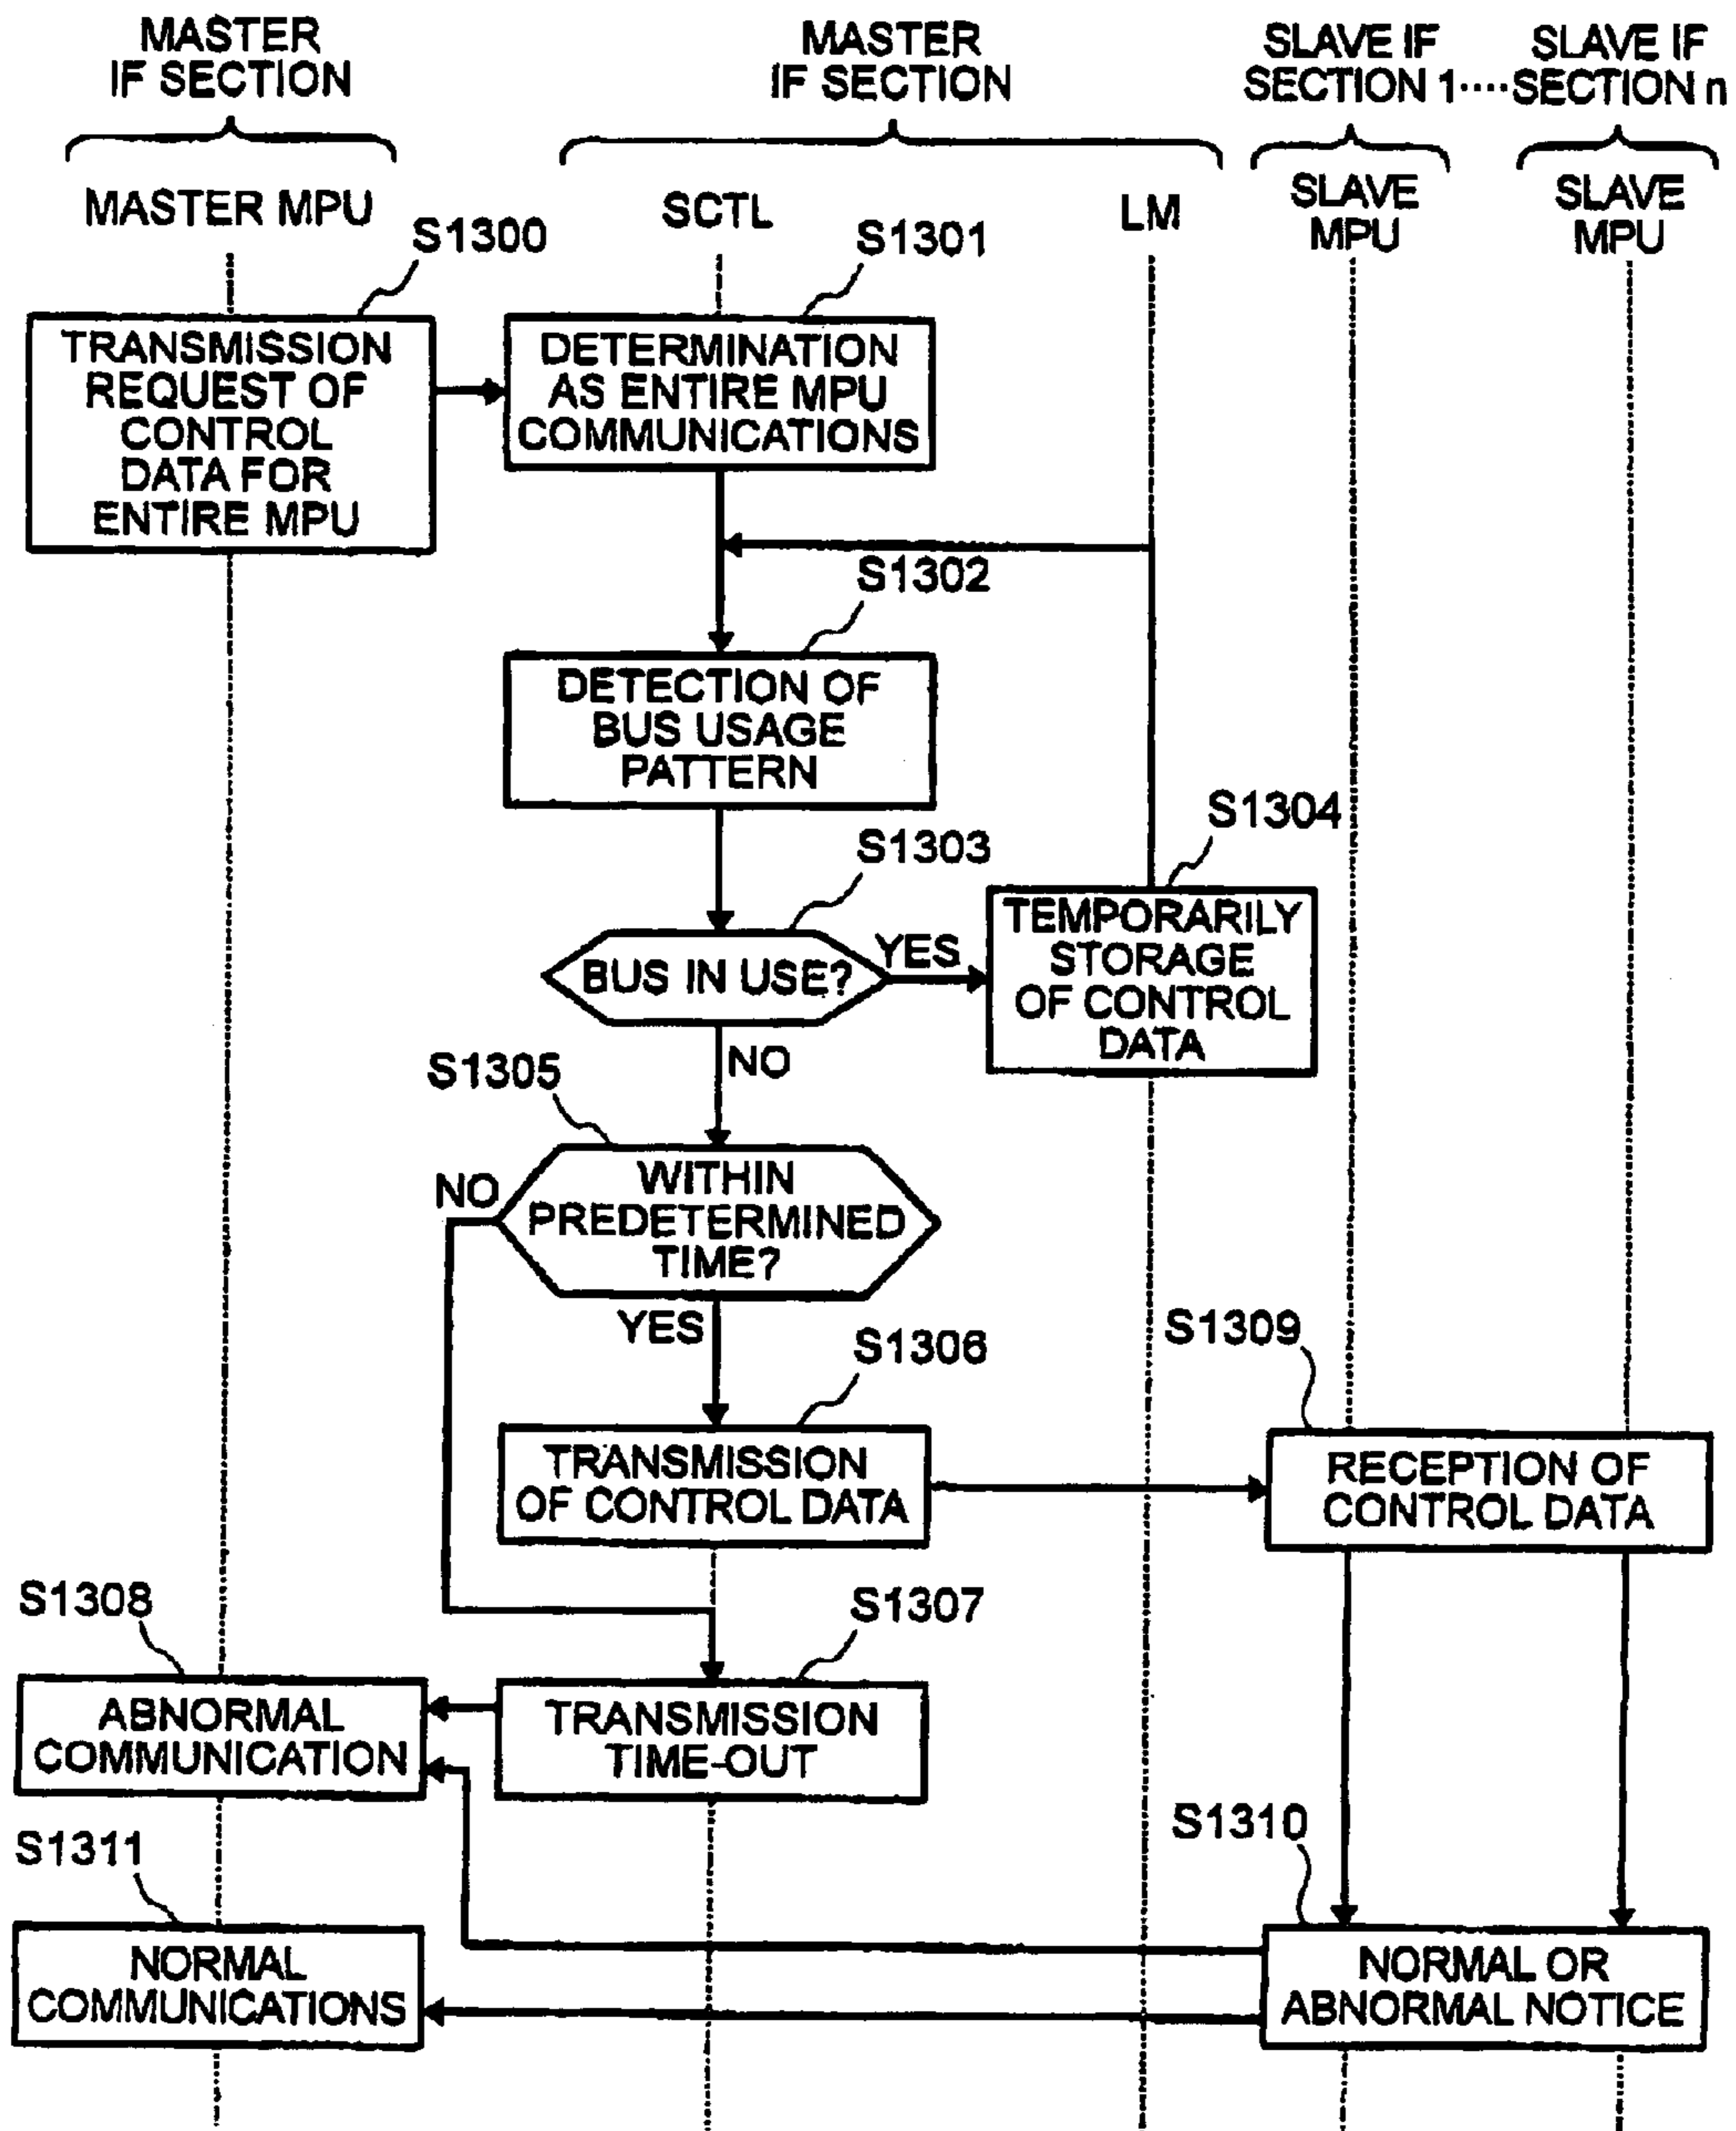 MASTER
IF SECTION
MASTER
IF SECTION
SLAVE IF
SECTION 1
....
SLAVE IF
SECTION n
MASTER MPU
SCTL
LM
SLAVE
MPU
SLAVE
MPU
S1300
TRANSMISSION
REQUEST OF
CONTROL
DATA FOR
ENTIRE MPU
S1301
DETERMINATION
AS ENTIRE MPU
COMMUNICATIONS
S1302
DETECTION OF
BUS USAGE
PATTERN
S1303
BUS IN USE?
YES
NO
S1304
TEMPORARILY
STORAGE
OF CONTROL
DATA
S1305
WITHIN
PREDETERMINED
TIME?
NO
YES
S1306
TRANSMISSION
OF CONTROL DATA
S1309
RECEPTION OF
CONTROL DATA
S1307
TRANSMISSION
TIME-OUT
S1308
ABNORMAL
COMMUNICATION
S1310
NORMAL OR
ABNORMAL NOTICE
S1311
NORMAL
COMMUNICATIONS